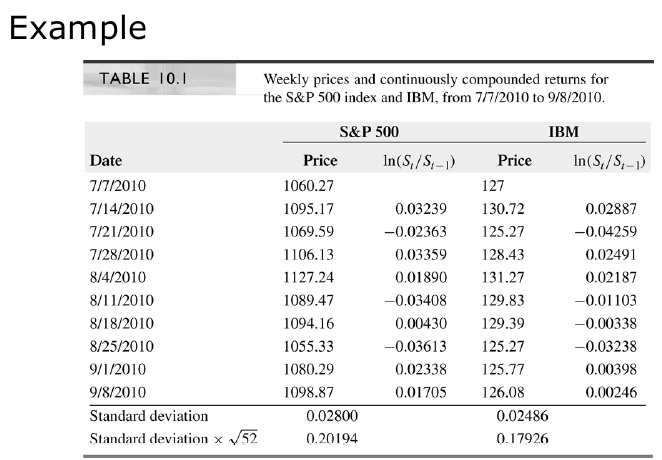 Example
TABLE 10.1 Weekly prices and continuously compounded returns for
the S&P 500 index and IBM, from 7/7/2010 to 9/8/2010.
S&P 500 IBM
Date Price ln(St/St−1) Price ln(St/St−1)
7/7/2010 1060.27 127
7/14/2010 1095.17 0.03239 130.72 0.02887
7/21/2010 1069.59 −0.02363 125.27 −0.04259
7/28/2010 1106.13 0.03359 128.43 0.02491
8/4/2010 1127.24 0.01890 131.27 0.02187
8/11/2010 1089.47 −0.03408 129.83 −0.01103
8/18/2010 1094.16 0.00430 129.39 −0.00338
8/25/2010 1055.33 −0.03613 125.27 −0.03238
9/1/2010 1080.29 0.02338 125.77 0.00398
9/8/2010 1098.87 0.01705 126.08 0.00246
Standard deviation 0.02800 0.02486
Standard deviation × √52 0.20194 0.17926